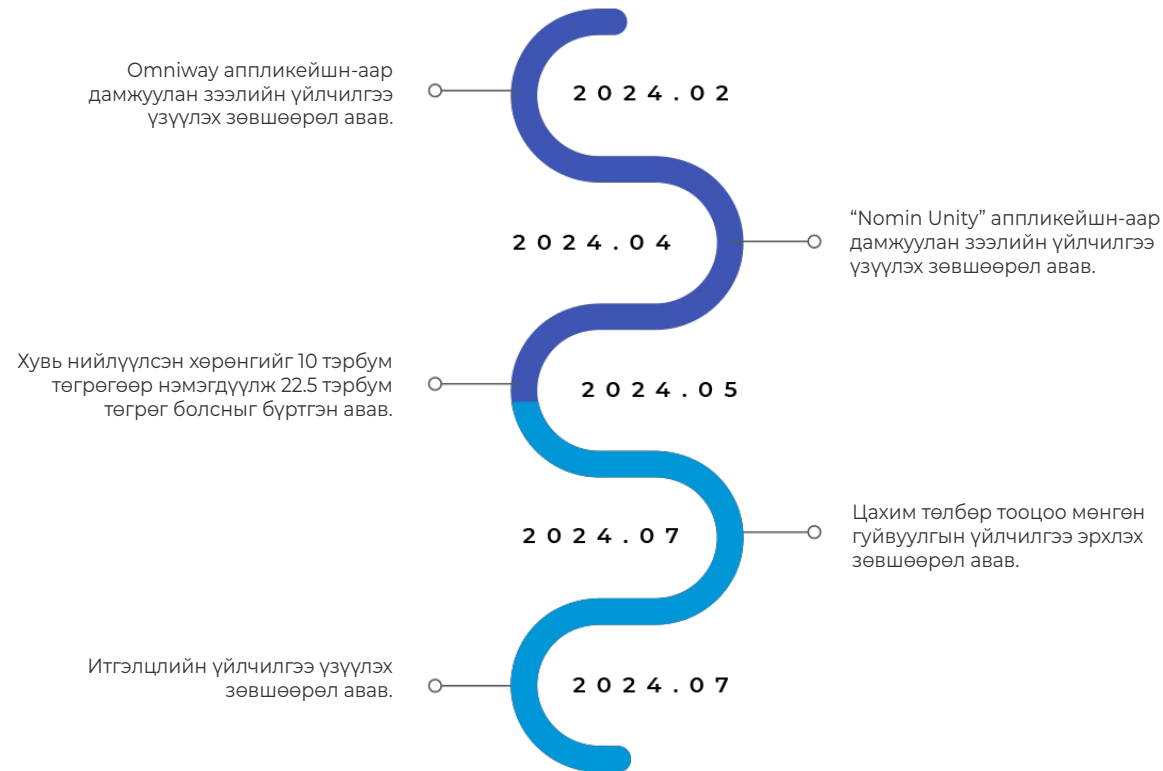 Omniway аппликейшн-аар
дамжуулан зээлийн үйлчилгээ
үзүүлэх зөвшөөрөл авав.
2024.02
“Nomin Unity” аппликейшн-аар
дамжуулан зээлийн үйлчилгээ
үзүүлэх зөвшөөрөл авав.
2024.04
Хувь нийлүүлсэн хөрөнгийг 10 тэрбум
төгрөгөөр нэмэгдүүлж 22.5 тэрбум
төгрөг болсныг бүртгэн авав.
2024.05
Цахим төлбөр тооцоо мөнгөн
гуйвуулгын үйлчилгээ эрхлэх
зөвшөөрөл авав.
2024.07
Итгэлцлийн үйлчилгээ үзүүлэх
зөвшөөрөл авав.
2024.07